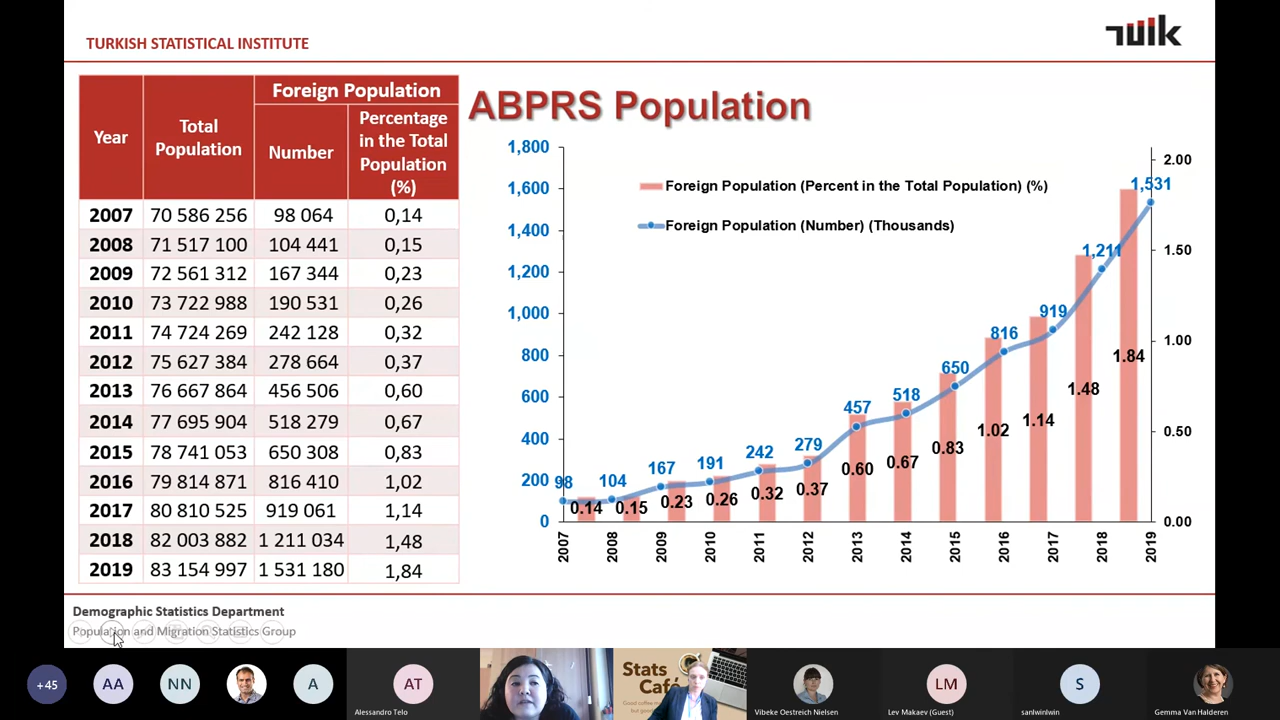 TURKISH STATISTICAL INSTITUTE
TUİK
Year
Total Population
Foreign Population
Number
Percentage in the Total Population (%)
2007 70 586 256 98 064 0,14
2008 71 517 100 104 441 0,15
2009 72 561 312 167 344 0,23
2010 73 722 988 190 531 0,26
2011 74 724 269 242 128 0,32
2012 75 627 384 278 664 0,37
2013 76 667 864 456 506 0,60
2014 77 695 904 518 279 0,67
2015 78 741 053 650 308 0,83
2016 79 814 871 816 410 1,02
2017 80 810 525 919 061 1,14
2018 82 003 882 1 211 034 1,48
2019 83 154 997 1 531 180 1,84
ABPRS Population
Foreign Population (Percent in the Total Population) (%)
Foreign Population (Number) (Thousands)
1,800
1,600
1,400
1,200
1,000
800
600
400
200
0
2.00
1.50
1.00
0.50
0.00
98 104 167 191 242 279 457 518 650 816 919 1,211 1,531
0.14 0.15 0.23 0.26 0.32 0.37 0.60 0.67 0.83 1.02 1.14 1.48 1.84
2007 2008 2009 2010 2011 2012 2013 2014 2015 2016 2017 2018 2019
Demographic Statistics Department
Population and Migration Statistics Group
+45
AA
NN
A
AT
Alessandro Telo
Stats
Café
Vibeke Oestreich Nielsen
LM
Lev Makaev (Guest)
S
sanlwinlwin
Gemma Van Halderen